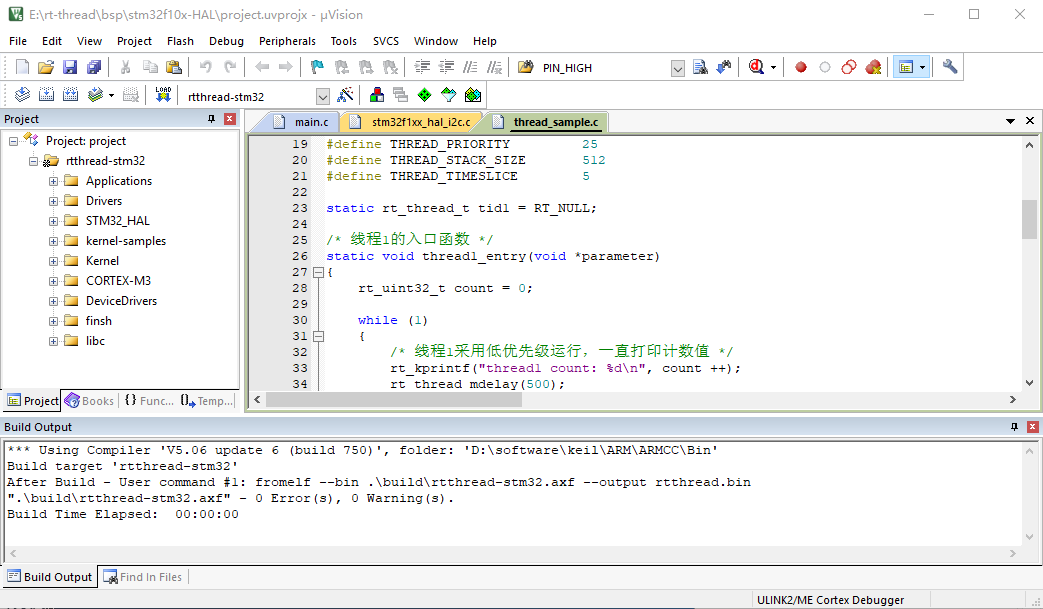 E:\rt-thread\bsp\stm32f10x-HAL\project.uvprojx - µVision
File Edit View Project Flash Debug Peripherals Tools SVCS Window Help
PIN_HIGH
LOAD
rtthread-stm32
Project
Project: project
rtthread-stm32
Applications
Drivers
STM32_HAL
kernel-samples
Kernel
CORTEX-M3
DeviceDrivers
finsh
libc
Project Books {} Func... Temp...
main.c stm32f1xx_hal_i2c.c thread_sample.c
19 #define THREAD_PRIORITY 25
20 #define THREAD_STACK_SIZE 512
21 #define THREAD_TIMESLICE 5
22
23 static rt_thread_t tid1 = RT_NULL;
24
25 /* 线程1的入口函数 */
26 static void thread1_entry(void *parameter)
27 {
28 rt_uint32_t count = 0;
29
30 while (1)
31 {
32 /* 线程1采用低优先级运行，一直打印计数值 */
33 rt_kprintf("thread1 count: %d\n", count ++);
34 rt_thread_mdelay(500);
Build Output
*** Using Compiler 'V5.06 update 6 (build 750)', folder: 'D:\software\keil\ARM\ARMCC\Bin'
Build target 'rtthread-stm32'
After Build - User command #1: fromelf --bin .\build\rtthread-stm32.axf --output rtthread.bin
".\build\rtthread-stm32.axf" - 0 Error(s), 0 Warning(s).
Build Time Elapsed:  00:00:00
Build Output Find In Files
ULINK2/ME Cortex Debugger